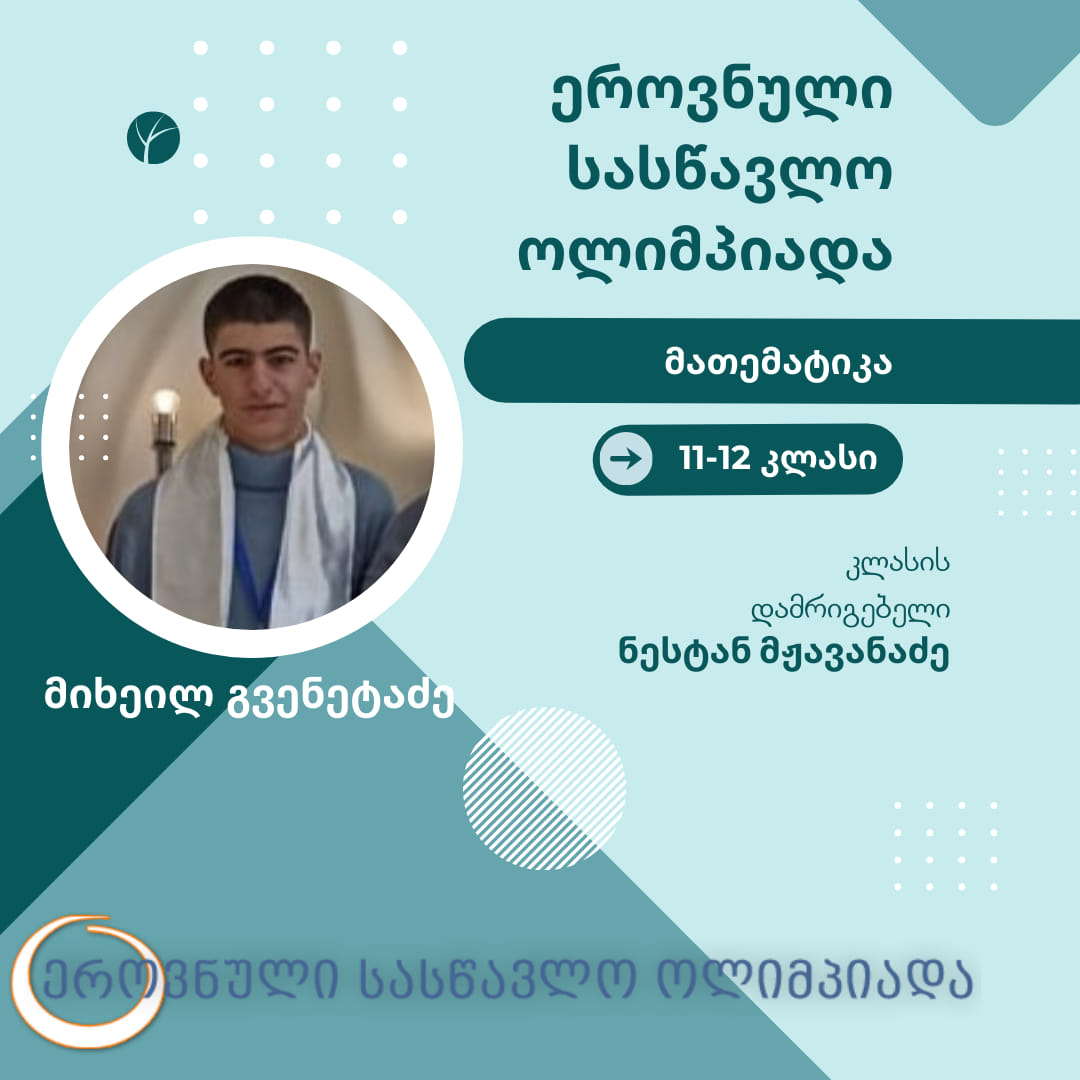 ეროვნული
სასწავლო
ოლიმპიადა
მათემატიკა
11-12 კლასი
კლასის
დამრიგებელი
ნესტან მჟავანაძე
მიხეილ გვენეტაძე
ეროვნული სასწავლო ოლიმპიადა